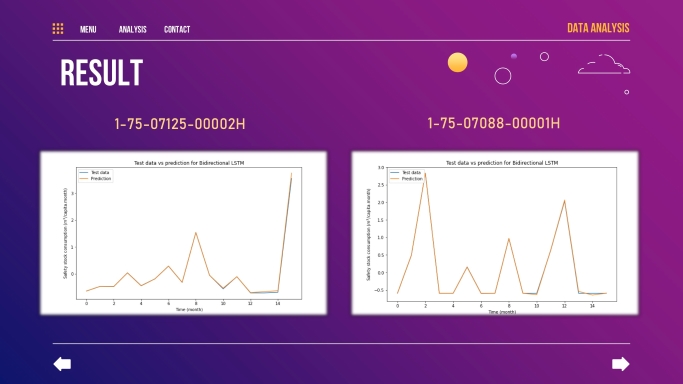 MENU
ANALYSIS
CONTACT
DATA ANALYSIS
RESULT
1-75-07125-00002H
1-75-07088-00001H
Test data vs prediction for Bidirectional LSTM
Test data
Prediction
Safety stock consumption (m³/capita month)
3
2
1
0
0 2 4 6 8 10 12 14
Time (month)
Test data vs prediction for Bidirectional LSTM
Test data
Prediction
Safety stock consumption (m³/capita month)
3.0
2.5
2.0
1.5
1.0
0.5
0.0
−0.5
0 2 4 6 8 10 12 14
Time (month)